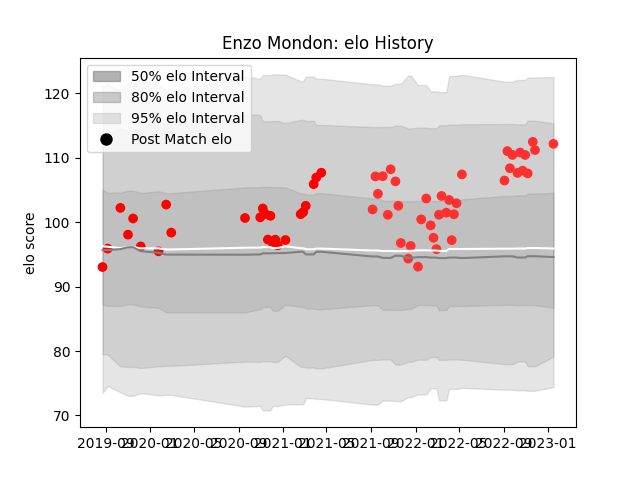 Enzo Mondon: elo History
50% elo Interval
80% elo Interval
95% elo Interval
Post Match elo
elo score
120
110
100
90
80
70
2019-09 2020-01 2020-05 2020-09 2021-01 2021-05 2021-09 2022-01 2022-05 2022-09 2023-01